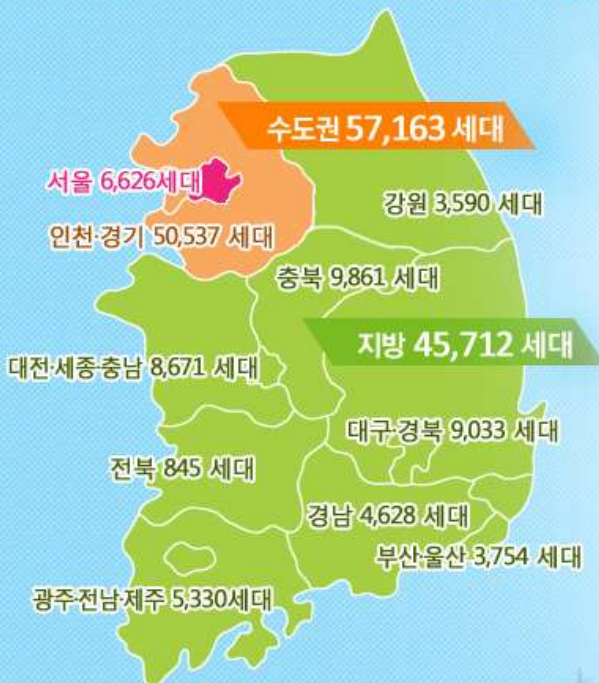 수도권 57,163 세대
서울 6,626세대
강원 3,590 세대
인천·경기 50,537 세대
충북 9,861 세대
지방 45,712 세대
대전·세종·충남 8,671 세대
대구·경북 9,033 세대
전북 845 세대
경남 4,628 세대
부산·울산 3,754 세대
광주·전남·제주 5,330세대